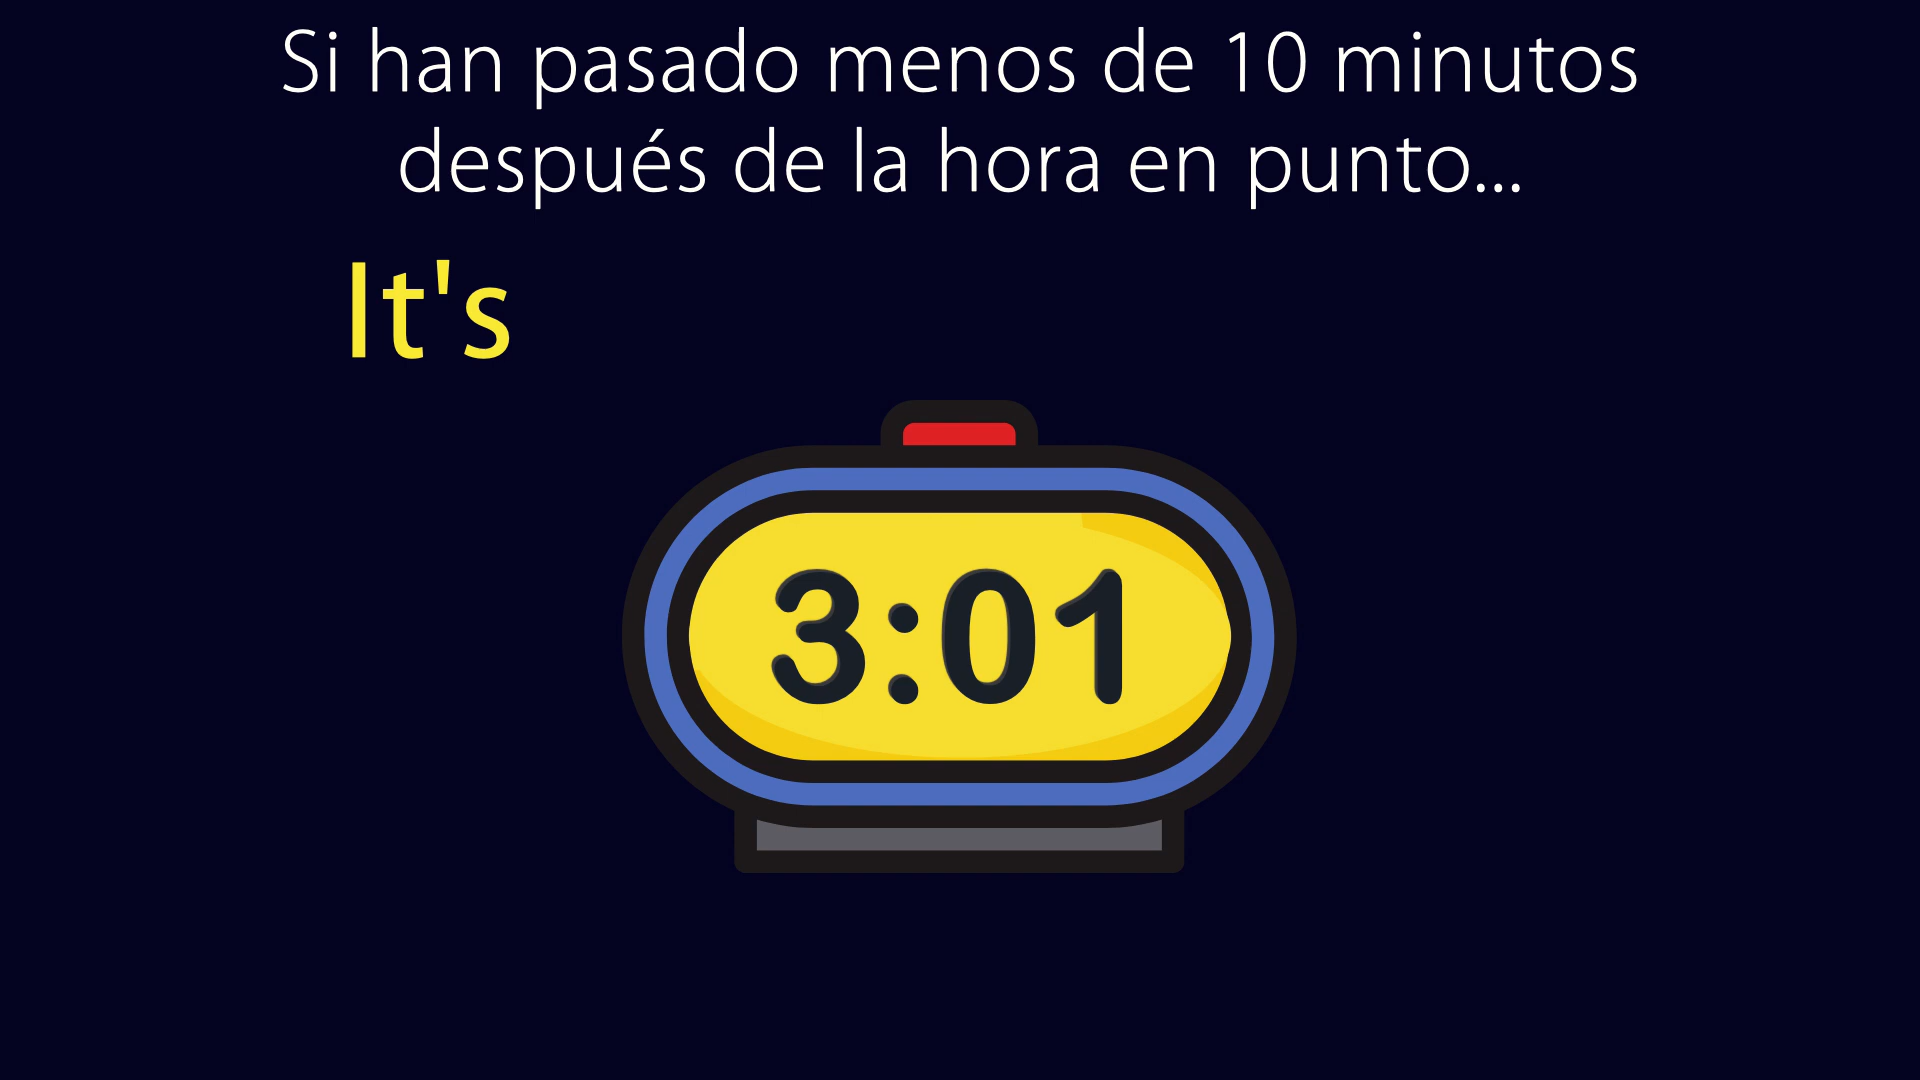 Si han pasado menos de 10 minutos
después de la hora en punto...
It's
3:01